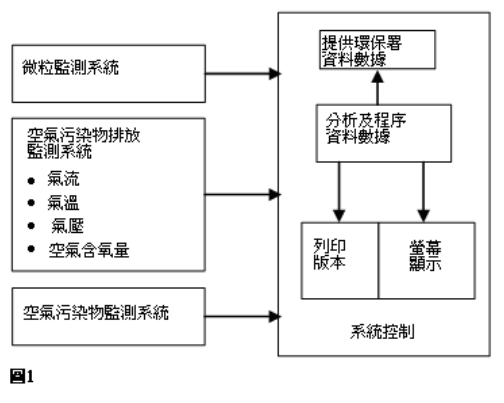 微粒監測系統
空氣污染物排放
監測系統
• 氣流
• 氣溫
• 氣壓
• 空氣含氧量
空氣污染物監測系統
提供環保署
資料數據
分析及程序
資料數據
列印
版本
螢幕
顯示
系統控制
圖1